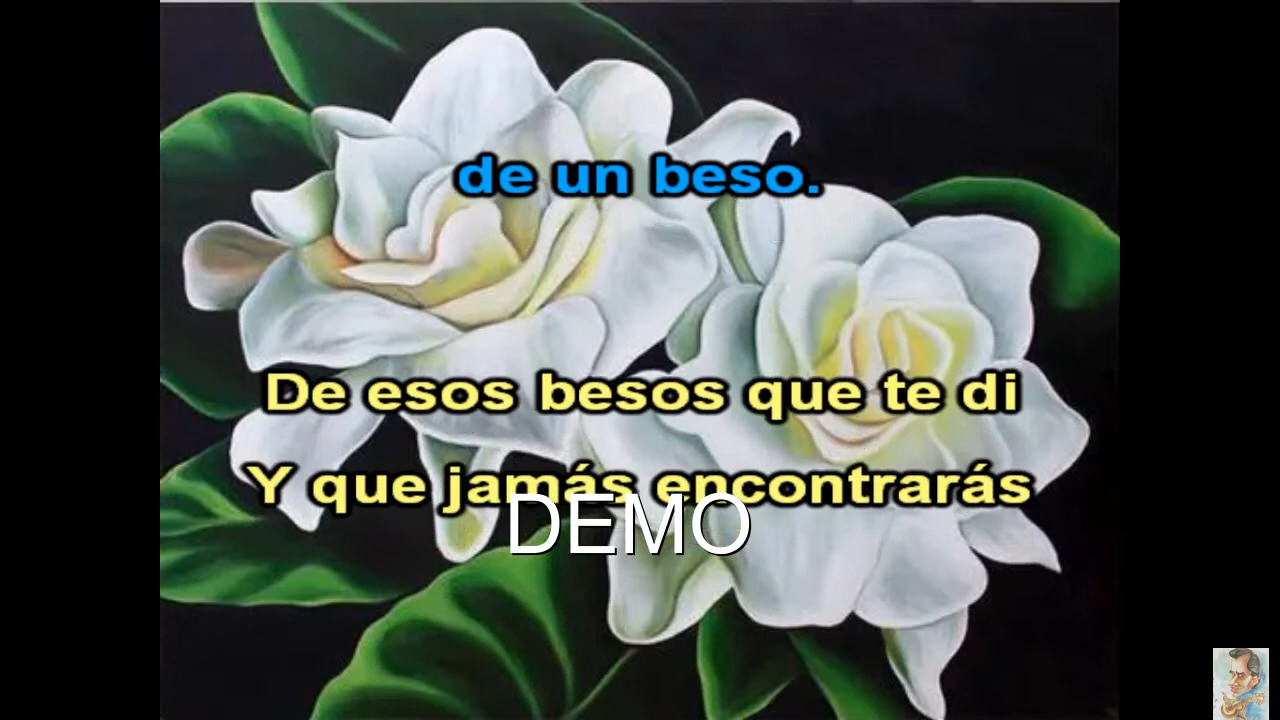 de un beso.
De esos besos que te di
Y que jamás encontrarás
DEMO